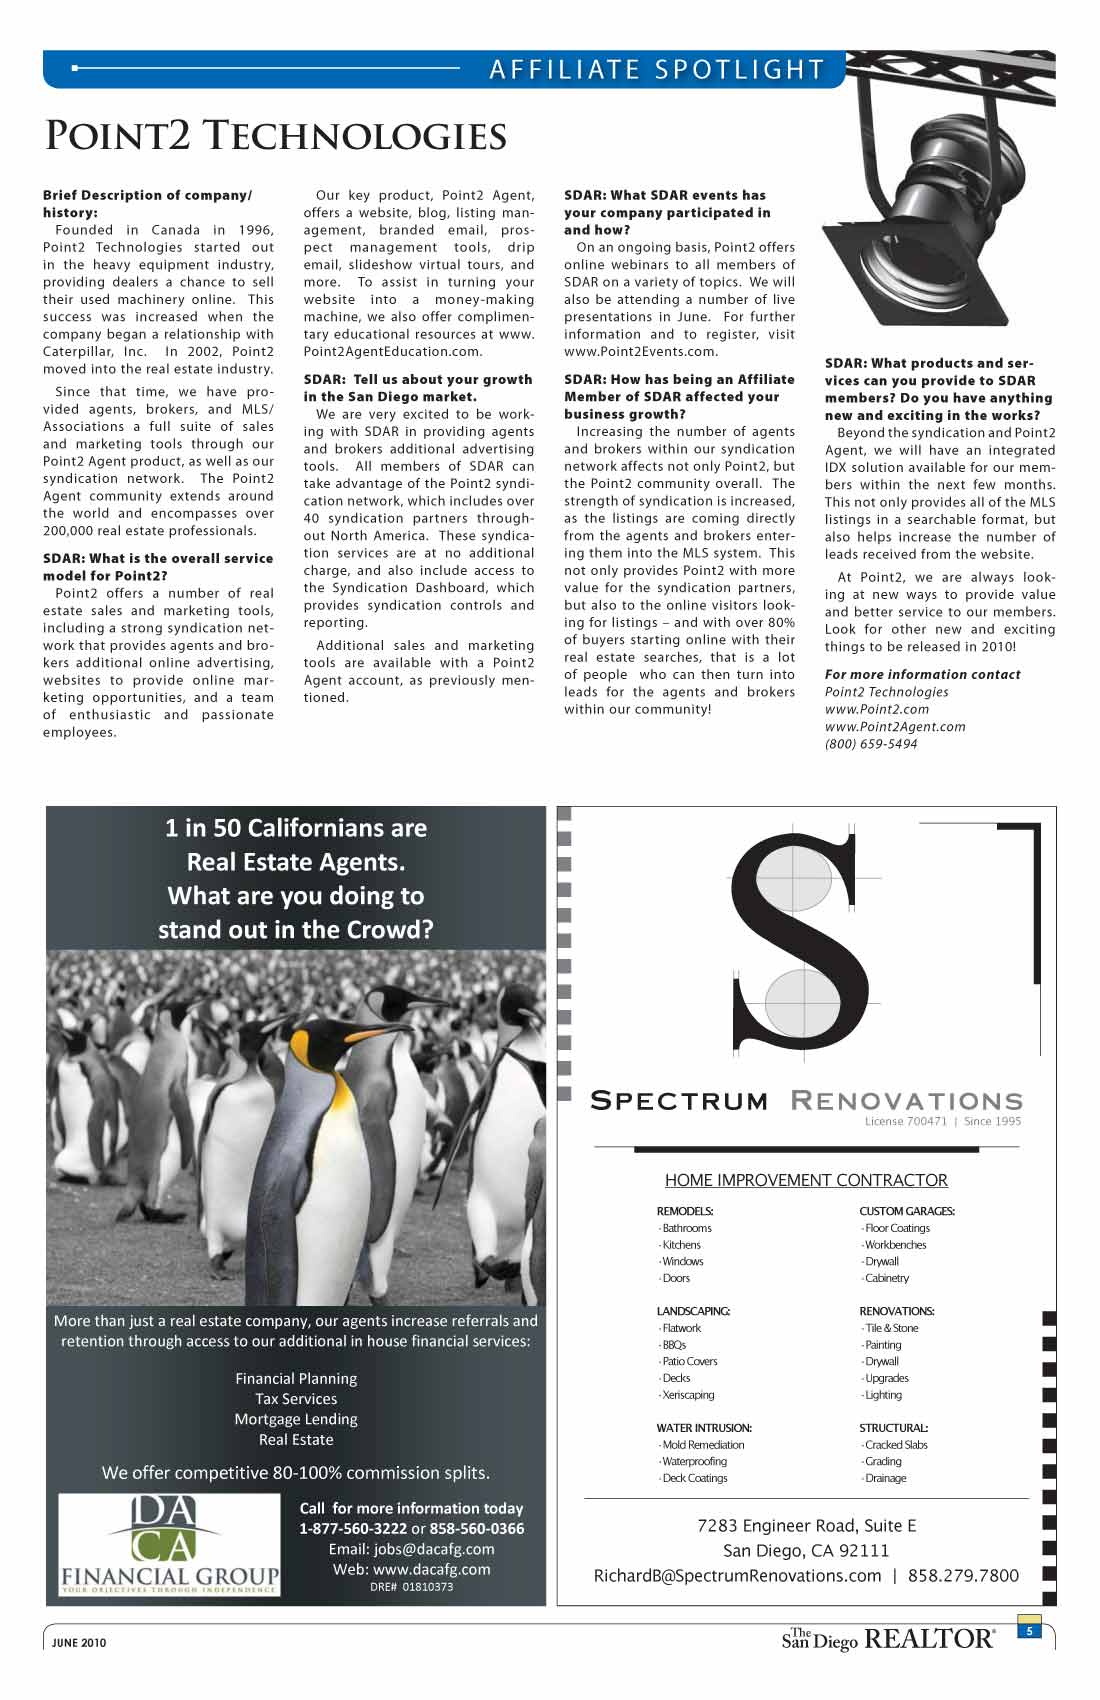 AFFILIATE SPOTLIGHT
POINT2 TECHNOLOGIES
Brief Description of company/
history:
Founded in Canada in 1996,
Point2 Technologies started out
in the heavy equipment industry,
providing dealers a chance to sell
their used machinery online. This
success was increased when the
company began a relationship with
Caterpillar, Inc. In 2002, Point2
moved into the real estate industry.
Since that time, we have pro-
vided agents, brokers, and MLS/
Associations a full suite of sales
and marketing tools through our
Point2 Agent product, as well as our
syndication network. The Point2
Agent community extends around
the world and encompasses over
200,000 real estate professionals.
SDAR: What is the overall service
model for Point2?
Point2 offers a number of real
estate sales and marketing tools,
including a strong syndication net-
work that provides agents and bro-
kers additional online advertising,
websites to provide online mar-
keting opportunities, and a team
of enthusiastic and passionate
employees.
Our key product, Point2 Agent,
offers a website, blog, listing man-
agement, branded email, pros-
pect management tools, drip
email, slideshow virtual tours, and
more. To assist in turning your
website into a money-making
machine, we also offer complimen-
tary educational resources at www.
Point2AgentEducation.com.
SDAR: Tell us about your growth
in the San Diego market.
We are very excited to be work-
ing with SDAR in providing agents
and brokers additional advertising
tools. All members of SDAR can
take advantage of the Point2 syndi-
cation network, which includes over
40 syndication partners through-
out North America. These syndica-
tion services are at no additional
charge, and also include access to
the Syndication Dashboard, which
provides syndication controls and
reporting.
Additional sales and marketing
tools are available with a Point2
Agent account, as previously men-
tioned.
SDAR: What SDAR events has
your company participated in
and how?
On an ongoing basis, Point2 offers
online webinars to all members of
SDAR on a variety of topics. We will
also be attending a number of live
presentations in June. For further
information and to register, visit
www.Point2Events.com.
SDAR: How has being an Affiliate
Member of SDAR affected your
business growth?
Increasing the number of agents
and brokers within our syndication
network affects not only Point2, but
the Point2 community overall. The
strength of syndication is increased,
as the listings are coming directly
from the agents and brokers enter-
ing them into the MLS system. This
not only provides Point2 with more
value for the syndication partners,
but also to the online visitors look-
ing for listings – and with over 80%
of buyers starting online with their
real estate searches, that is a lot
of people who can then turn into
leads for the agents and brokers
within our community!
SDAR: What products and ser-
vices can you provide to SDAR
members? Do you have anything
new and exciting in the works?
Beyond the syndication and Point2
Agent, we will have an integrated
IDX solution available for our mem-
bers within the next few months.
This not only provides all of the MLS
listings in a searchable format, but
also helps increase the number of
leads received from the website.
At Point2, we are always look-
ing at new ways to provide value
and better service to our members.
Look for other new and exciting
things to be released in 2010!
For more information contact
Point2 Technologies
www.Point2.com
www.Point2Agent.com
(800) 659-5494
1 in 50 Californians are
Real Estate Agents.
What are you doing to
stand out in the Crowd?
More than just a real estate company, our agents increase referrals and
retention through access to our additional in house financial services:
Financial Planning
Tax Services
Mortgage Lending
Real Estate
We offer competitive 80-100% commission splits.
DA
CA
FINANCIAL GROUP
YOUR OBJECTIVES THROUGH INDEPENDENCE
Call for more information today
1-877-560-3222 or 858-560-0366
Email: jobs@dacafg.com
Web: www.dacafg.com
DRE# 01810373
S
SPECTRUM RENOVATIONS
License 700471 | Since 1995
HOME IMPROVEMENT CONTRACTOR
REMODELS:
· Bathrooms
· Kitchens
· Windows
· Doors
LANDSCAPING:
· Flatwork
· BBQs
· Patio Covers
· Decks
· Xeriscaping
WATER INTRUSION:
· Mold Remediation
· Waterproofing
· Deck Coatings
CUSTOM GARAGES:
· Floor Coatings
· Workbenches
· Drywall
· Cabinetry
RENOVATIONS:
· Tile & Stone
· Painting
· Drywall
· Upgrades
· Lighting
STRUCTURAL:
· Cracked Slabs
· Grading
· Drainage
7283 Engineer Road, Suite E
San Diego, CA 92111
RichardB@SpectrumRenovations.com | 858.279.7800
JUNE 2010
The San Diego REALTOR®
5